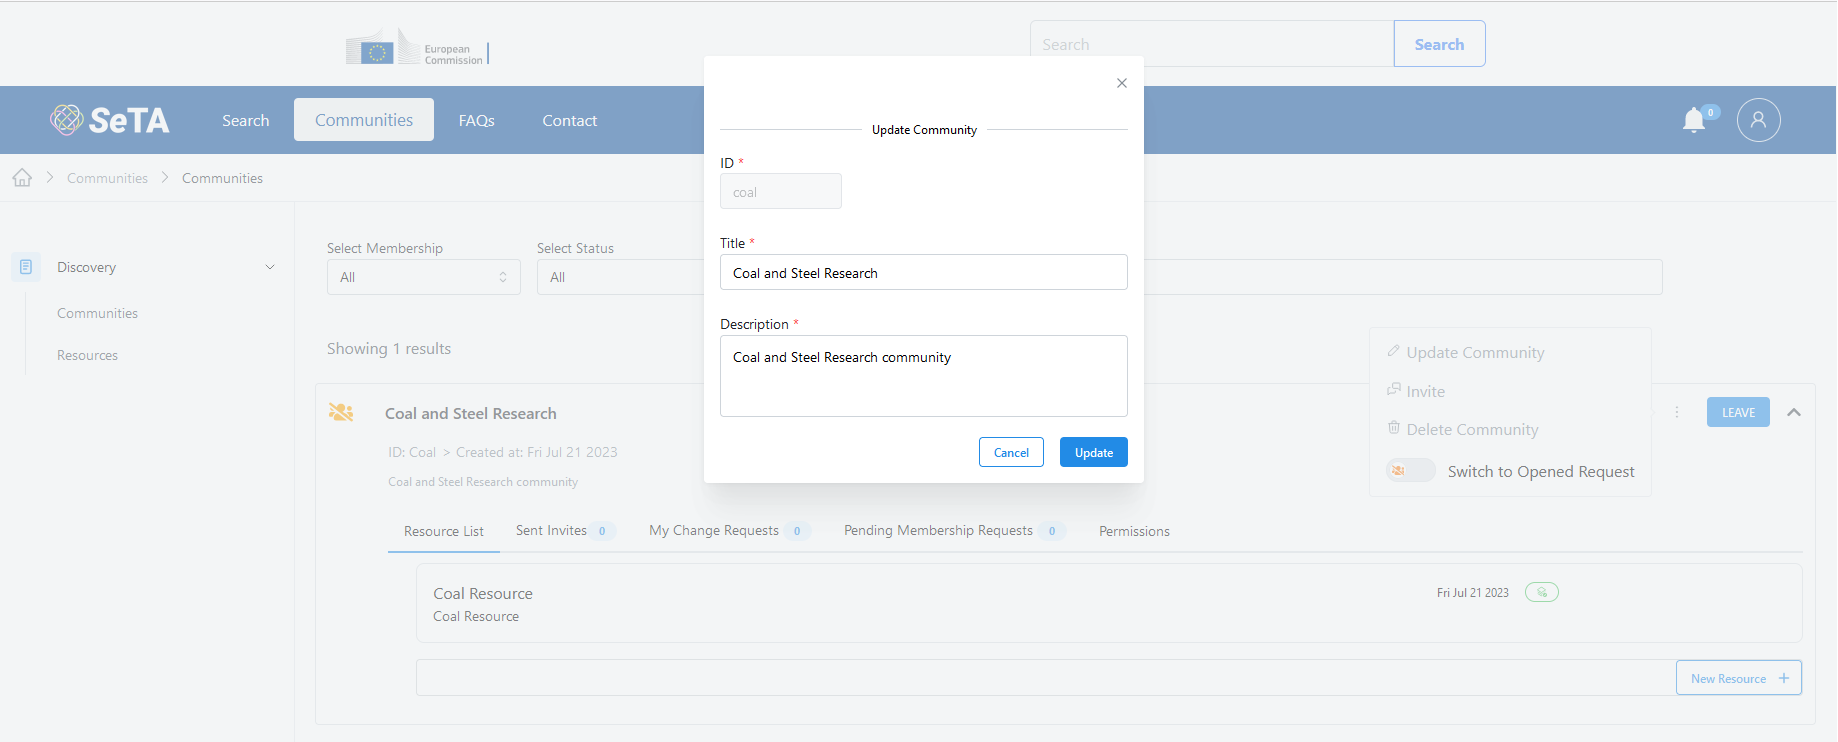 European
Commission
Search
Search
SeTA
Search
Communities
FAQs
Contact
0
Communities
Communities
Discovery
Communities
Resources
Select Membership
All
Select Status
All
Showing 1 results
Coal and Steel Research
ID: Coal > Created at: Fri Jul 21 2023
Coal and Steel Research community
Update Community
Invite
Delete Community
Switch to Opened Request
LEAVE
Resource List
Sent Invites 0
My Change Requests 0
Pending Membership Requests 0
Permissions
Coal Resource
Coal Resource
Fri Jul 21 2023
New Resource +
Update Community
ID *
coal
Title *
Coal and Steel Research
Description *
Coal and Steel Research community
Cancel
Update